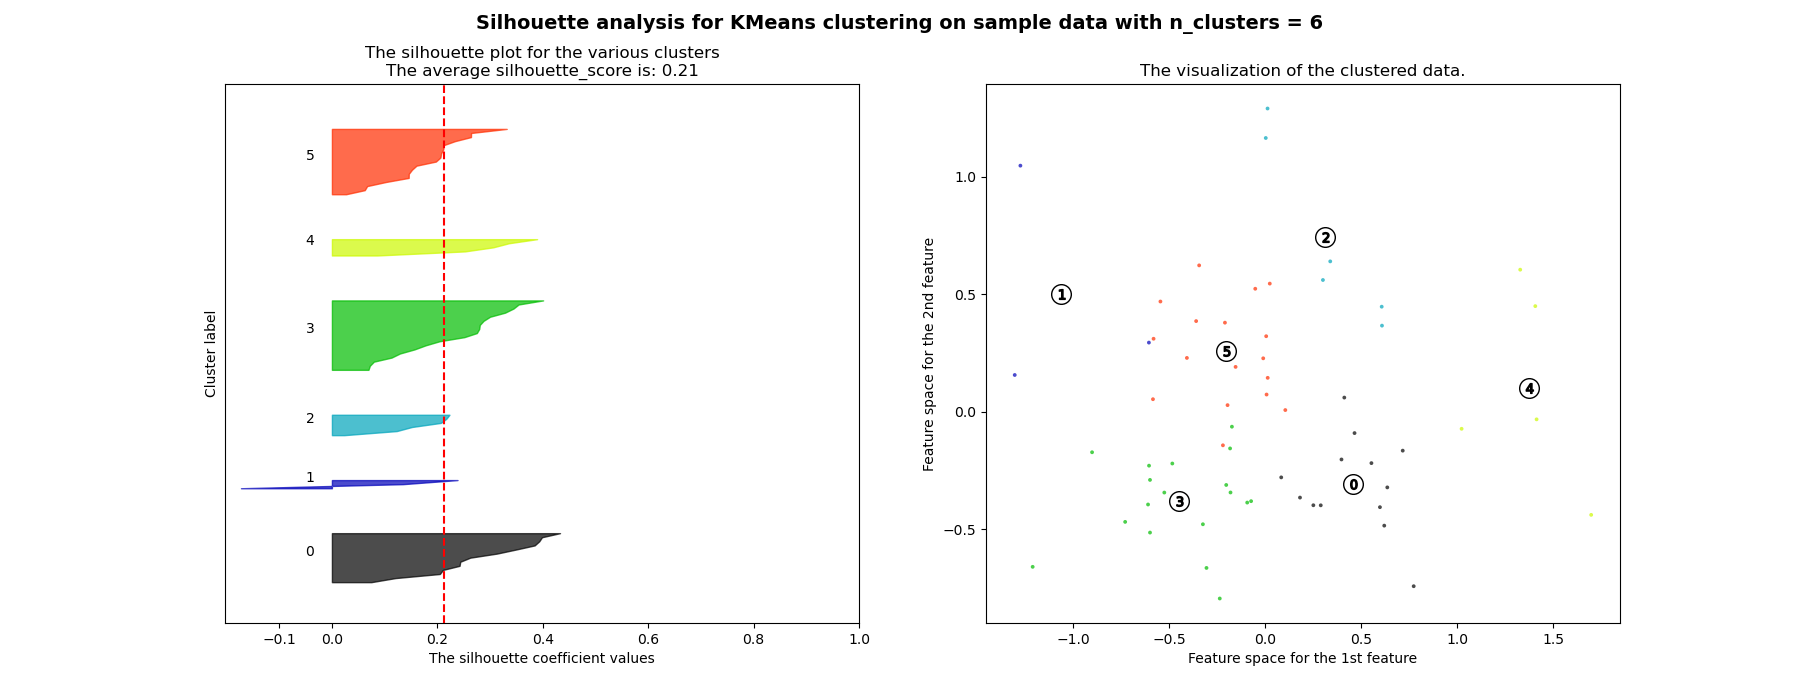 Silhouette analysis for KMeans clustering on sample data with n_clusters = 6
The silhouette plot for the various clusters
The average silhouette_score is: 0.21
5
4
3
2
1
0
Cluster label
−0.1 0.0 0.2 0.4 0.6 0.8 1.0
The silhouette coefficient values
The visualization of the clustered data.
1.0
0.5
0.0
−0.5
Feature space for the 2nd feature
2
1
5
4
0
3
−1.0 −0.5 0.0 0.5 1.0 1.5
Feature space for the 1st feature